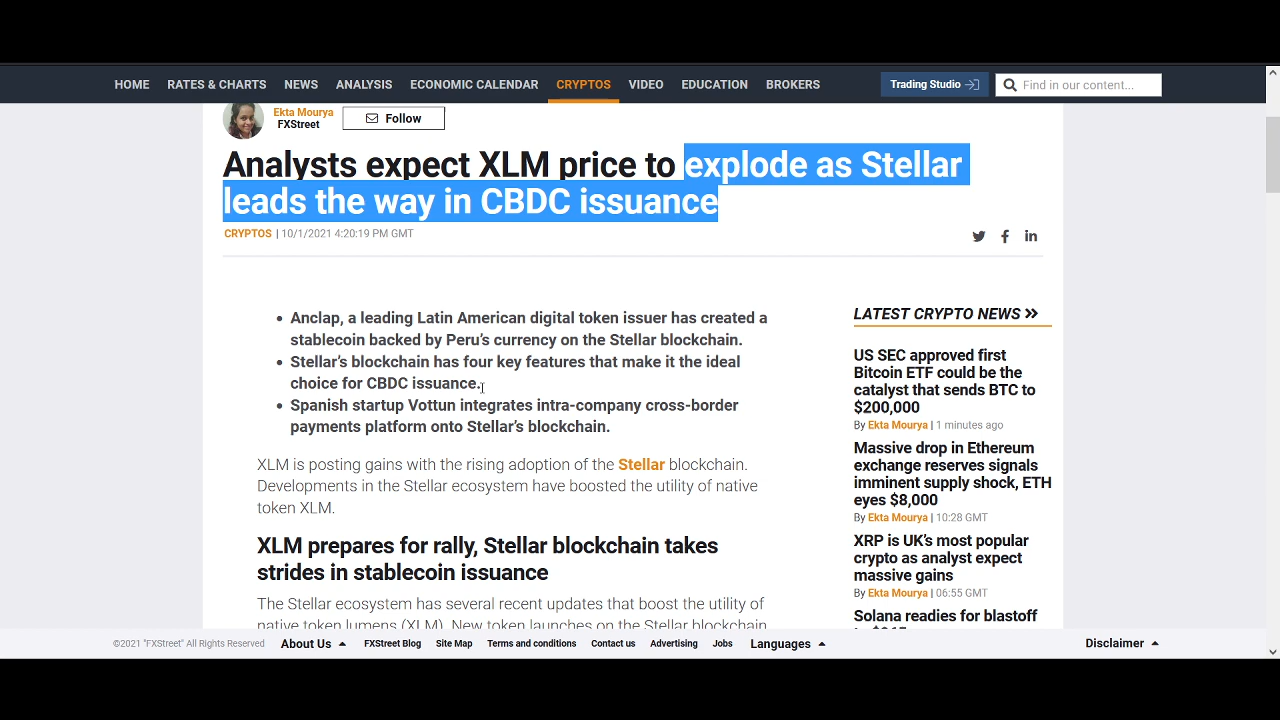 HOME RATES & CHARTS NEWS ANALYSIS ECONOMIC CALENDAR CRYPTOS VIDEO EDUCATION BROKERS Trading Studio Find in our content...
Ekta Mourya
FXStreet
Follow
Analysts expect XLM price to explode as Stellar
leads the way in CBDC issuance
CRYPTOS | 10/1/2021 4:20:19 PM GMT
• Anclap, a leading Latin American digital token issuer has created a
stablecoin backed by Peru's currency on the Stellar blockchain.
• Stellar's blockchain has four key features that make it the ideal
choice for CBDC issuance.
• Spanish startup Vottun integrates intra-company cross-border
payments platform onto Stellar's blockchain.
XLM is posting gains with the rising adoption of the Stellar blockchain.
Developments in the Stellar ecosystem have boosted the utility of native
token XLM.
XLM prepares for rally, Stellar blockchain takes
strides in stablecoin issuance
The Stellar ecosystem has several recent updates that boost the utility of
native token lumens (XLM). New token launches on the Stellar blockchain
LATEST CRYPTO NEWS
US SEC approved first
Bitcoin ETF could be the
catalyst that sends BTC to
$200,000
By Ekta Mourya | 1 minutes ago
Massive drop in Ethereum
exchange reserves signals
imminent supply shock, ETH
eyes $8,000
By Ekta Mourya | 10:28 GMT
XRP is UK's most popular
crypto as analyst expect
massive gains
By Ekta Mourya | 06:55 GMT
Solana readies for blastoff
©2021 "FXStreet" All Rights Reserved About Us FXStreet Blog Site Map Terms and conditions Contact us Advertising Jobs Languages Disclaimer